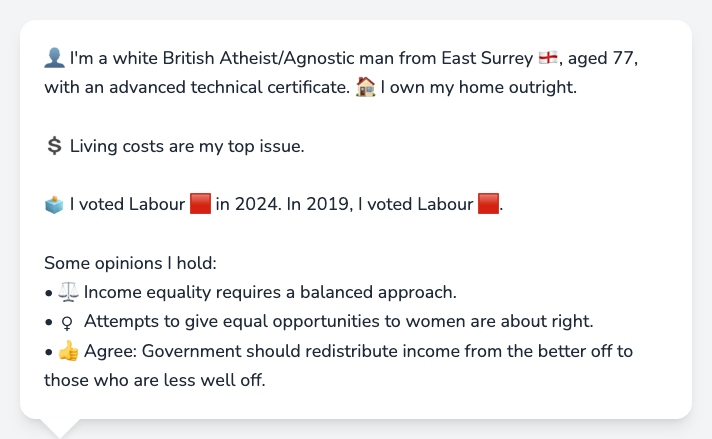 👤 I'm a white British Atheist/Agnostic man from East Surrey 🏴󠁧󠁢󠁥󠁮󠁧󠁿, aged 77,
with an advanced technical certificate. 🏠 I own my home outright.
💲 Living costs are my top issue.
🗳️ I voted Labour 🟥 in 2024. In 2019, I voted Labour 🟥.
Some opinions I hold:
• ⚖️ Income equality requires a balanced approach.
• ♀ Attempts to give equal opportunities to women are about right.
• 👍 Agree: Government should redistribute income from the better off to
those who are less well off.